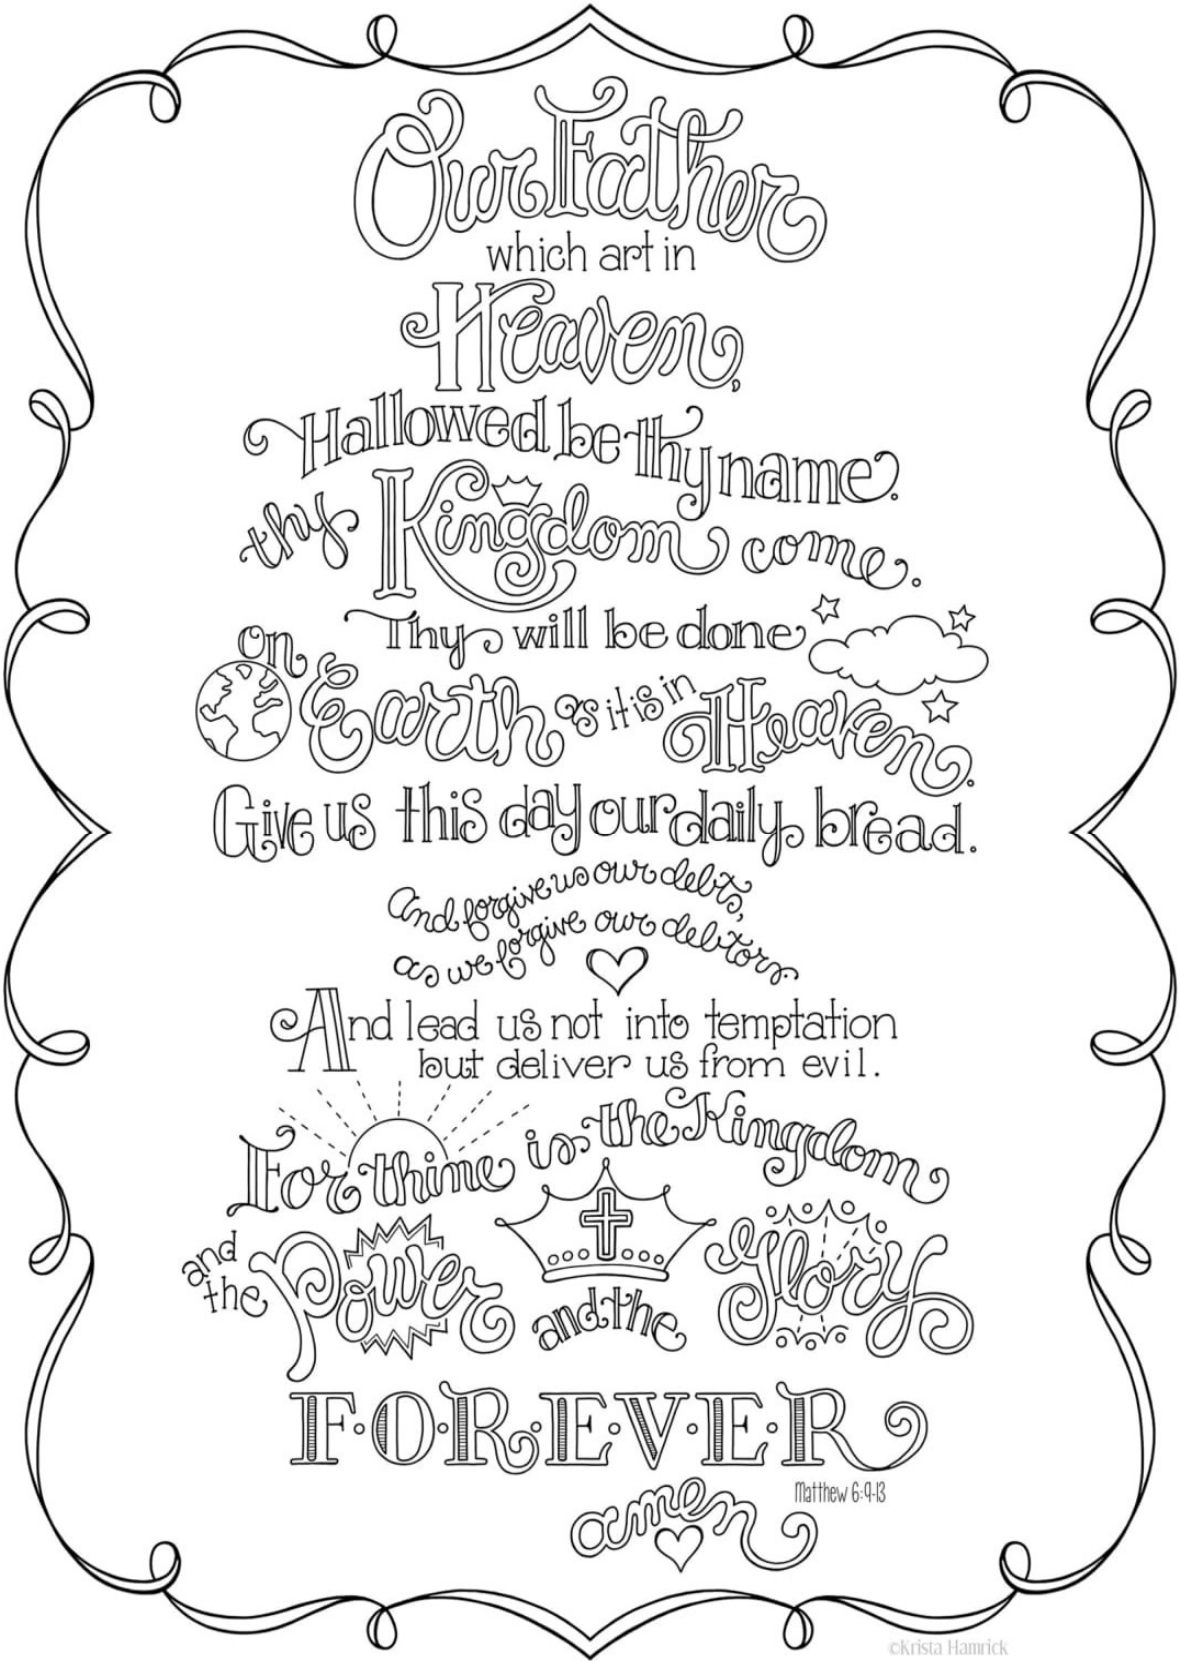 Our Father
which art in
Heaven,
Hallowed be thy name.
thy Kingdom come.
Thy will be done
on Earth as it is in Heaven.
Give us this day our daily bread.
And forgive us our debts,
as we forgive our debtors.
And lead us not into temptation
but deliver us from evil.
For thine is the Kingdom
and the Power and the Glory
F·O·R·E·V·E·R
amen
Matthew 6:9-13
©Krista Hamrick